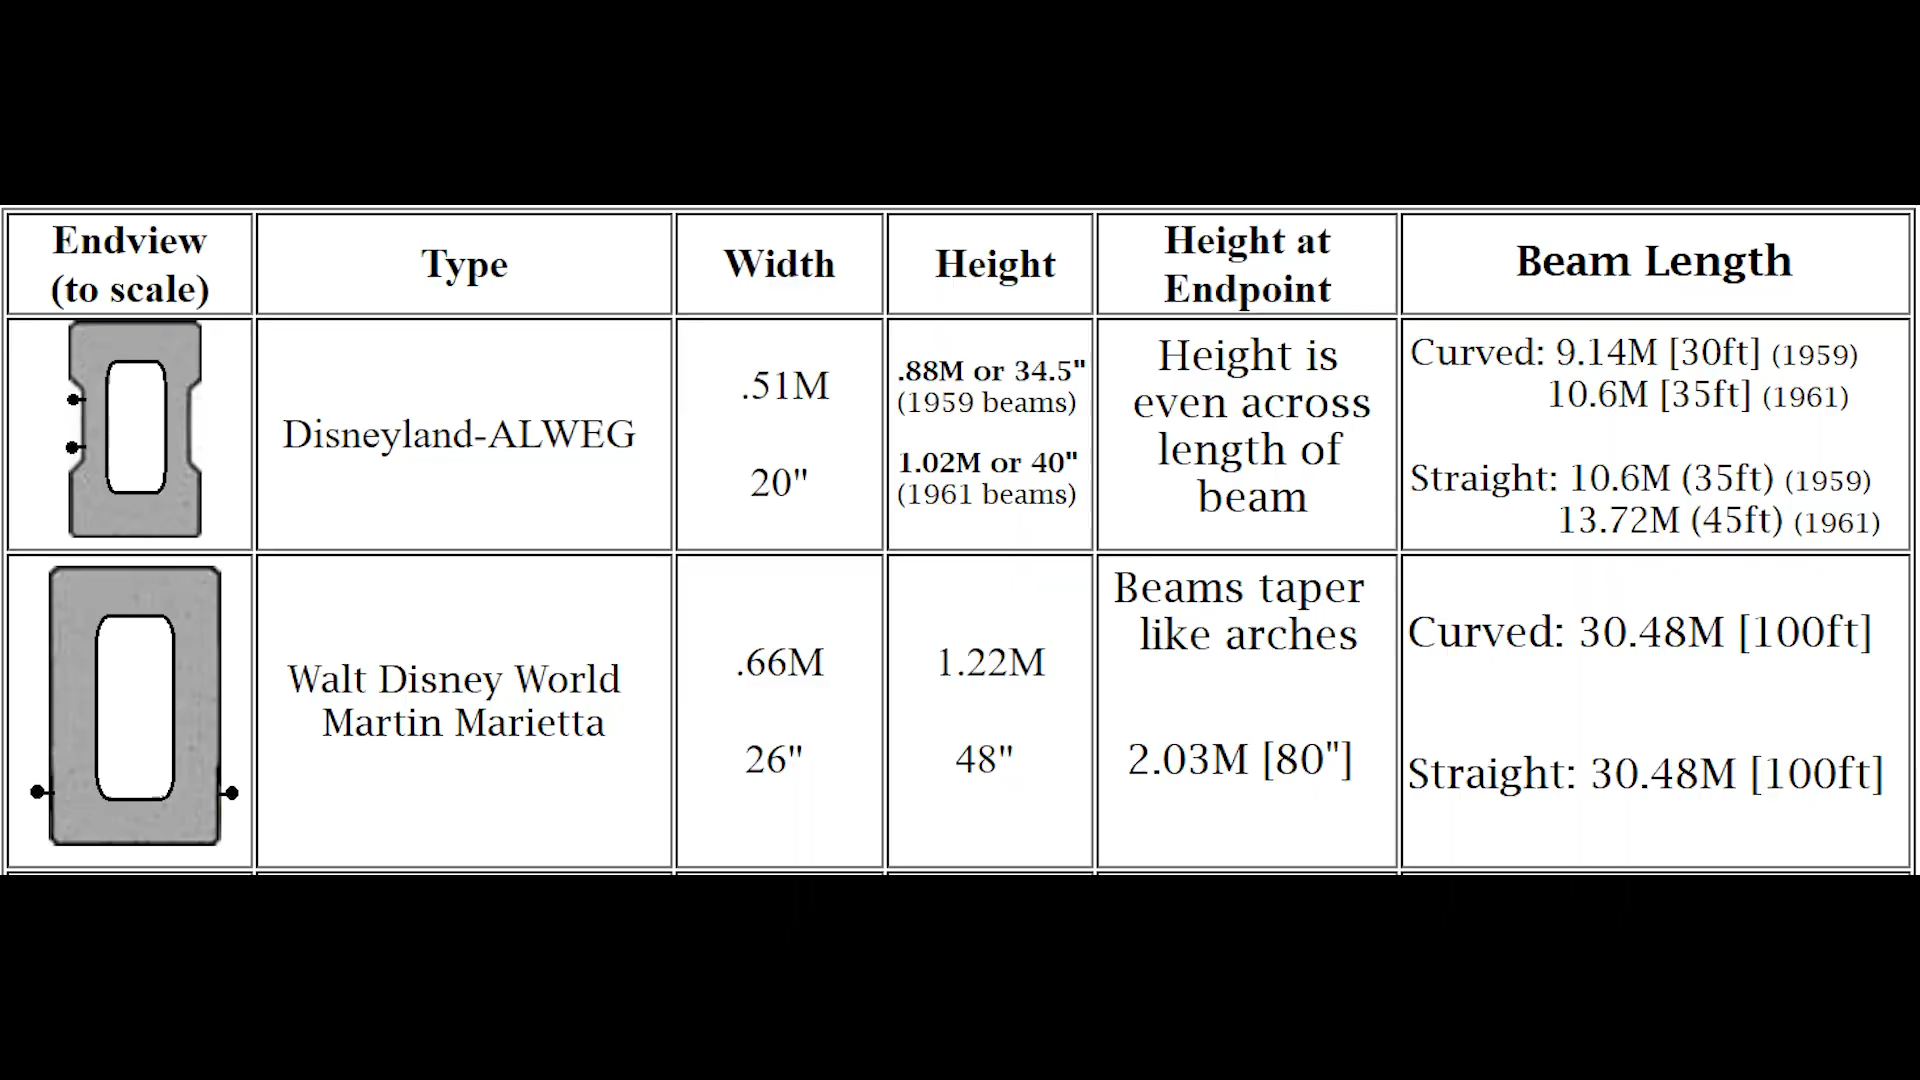 Endview
(to scale)
Type
Width
Height
Height at
Endpoint
Beam Length
Disneyland-ALWEG
.51M
20"
.88M or 34.5"
(1959 beams)
1.02M or 40"
(1961 beams)
Height is
even across
length of
beam
Curved: 9.14M [30ft] (1959)
10.6M [35ft] (1961)
Straight: 10.6M (35ft) (1959)
13.72M (45ft) (1961)
Walt Disney World
Martin Marietta
.66M
26"
1.22M
48"
Beams taper
like arches
2.03M [80"]
Curved: 30.48M [100ft]
Straight: 30.48M [100ft]